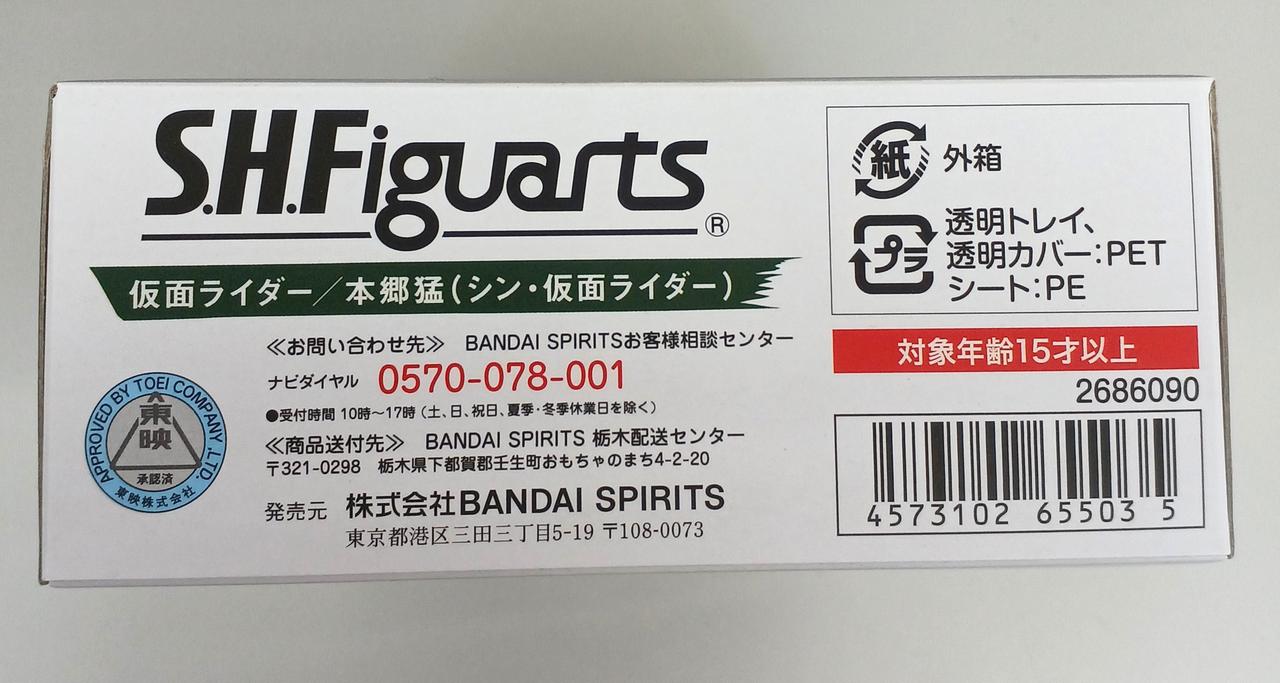 S.H.Figuarts
®
仮面ライダー／本郷猛(シン・仮面ライダー)
≪お問い合わせ先≫ BANDAI SPIRITSお客様相談センター
ナビダイヤル 0570-078-001
●受付時間 10時～17時（土、日、祝日、夏季・冬季休業日を除く）
≪商品送付先≫ BANDAI SPIRITS 栃木配送センター
〒321-0298 栃木県下都賀郡壬生町おもちゃのまち4-2-20
発売元 株式会社BANDAI SPIRITS
東京都港区三田三丁目5-19 〒108-0073
APPROVED BY TOEI COMPANY, LTD.
東映
承認済
東映株式会社
紙 外箱
プラ
透明トレイ、
透明カバー：PET
シート：PE
対象年齢15才以上
2686090
4573102 65503 5